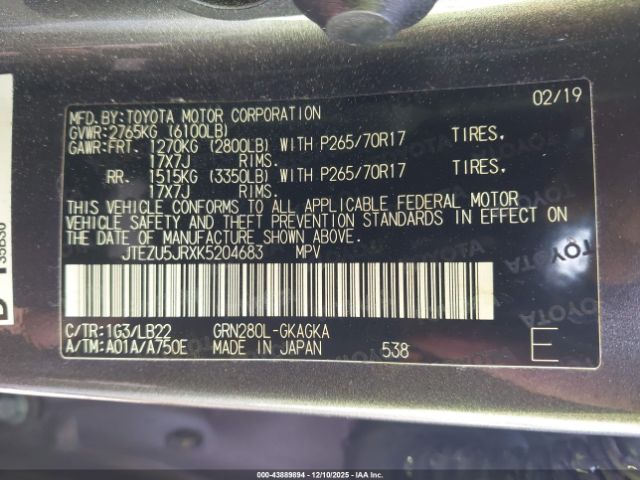 MFD. BY: TOYOTA MOTOR CORPORATION 02/19
GVWR: 2765KG (6100LB)
GAWR: FRT. 1270KG (2800LB) WITH P265/70R17 TIRES.
17X7J RIMS.
RR. 1515KG (3350LB) WITH P265/70R17 TIRES.
17X7J RIMS.
THIS VEHICLE CONFORMS TO ALL APPLICABLE FEDERAL MOTOR
VEHICLE SAFETY AND THEFT PREVENTION STANDARDS IN EFFECT ON
THE DATE OF MANUFACTURE SHOWN ABOVE.
JTEZU5JRXK5204683 MPV
C/TR: 1G3/LB22 GRN280L-GKAGKA
A/TM: A01A/A750E MADE IN JAPAN 538 E
TOYOTA
35B30
000-43889894 - 12/10/2025 - IAA Inc.